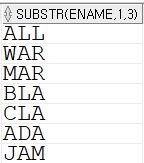 SUBSTR(ENAME,1,3)
ALL
WAR
MAR
BLA
CLA
ADA
JAM